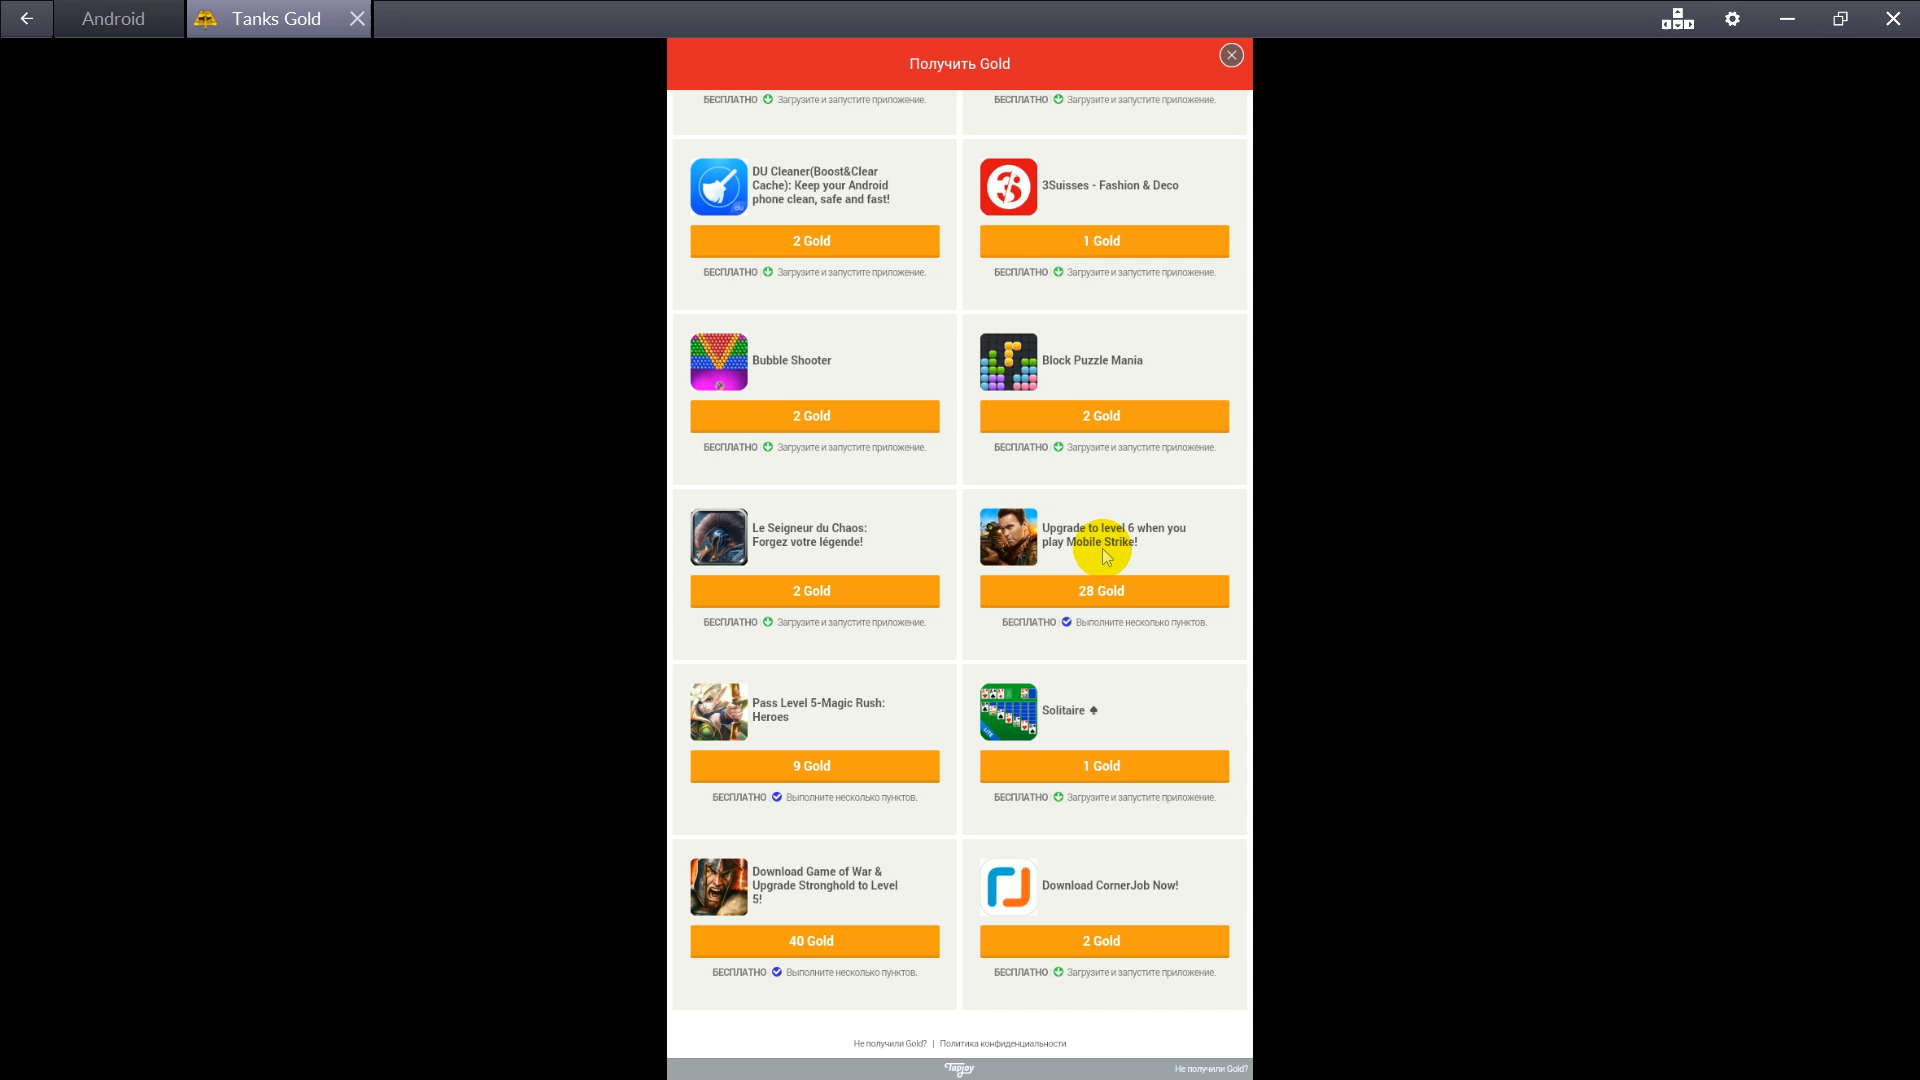 Android
Tanks Gold
Получить Gold
БЕСПЛАТНО Загрузите и запустите приложение.
БЕСПЛАТНО Загрузите и запустите приложение.
DU Cleaner(Boost&Clear
Cache): Keep your Android
phone clean, safe and fast!
2 Gold
БЕСПЛАТНО Загрузите и запустите приложение.
3Suisses - Fashion & Deco
1 Gold
БЕСПЛАТНО Загрузите и запустите приложение.
Bubble Shooter
2 Gold
БЕСПЛАТНО Загрузите и запустите приложение.
Block Puzzle Mania
2 Gold
БЕСПЛАТНО Загрузите и запустите приложение.
Le Seigneur du Chaos:
Forgez votre légende!
2 Gold
БЕСПЛАТНО Загрузите и запустите приложение.
Upgrade to level 6 when you
play Mobile Strike!
28 Gold
БЕСПЛАТНО Выполните несколько пунктов.
Pass Level 5-Magic Rush:
Heroes
9 Gold
БЕСПЛАТНО Выполните несколько пунктов.
Solitaire ♠
1 Gold
БЕСПЛАТНО Загрузите и запустите приложение.
Download Game of War &
Upgrade Stronghold to Level
5!
40 Gold
БЕСПЛАТНО Выполните несколько пунктов.
Download CornerJob Now!
2 Gold
БЕСПЛАТНО Загрузите и запустите приложение.
Не получили Gold? | Политика конфиденциальности
Tapjoy
Не получили Gold?